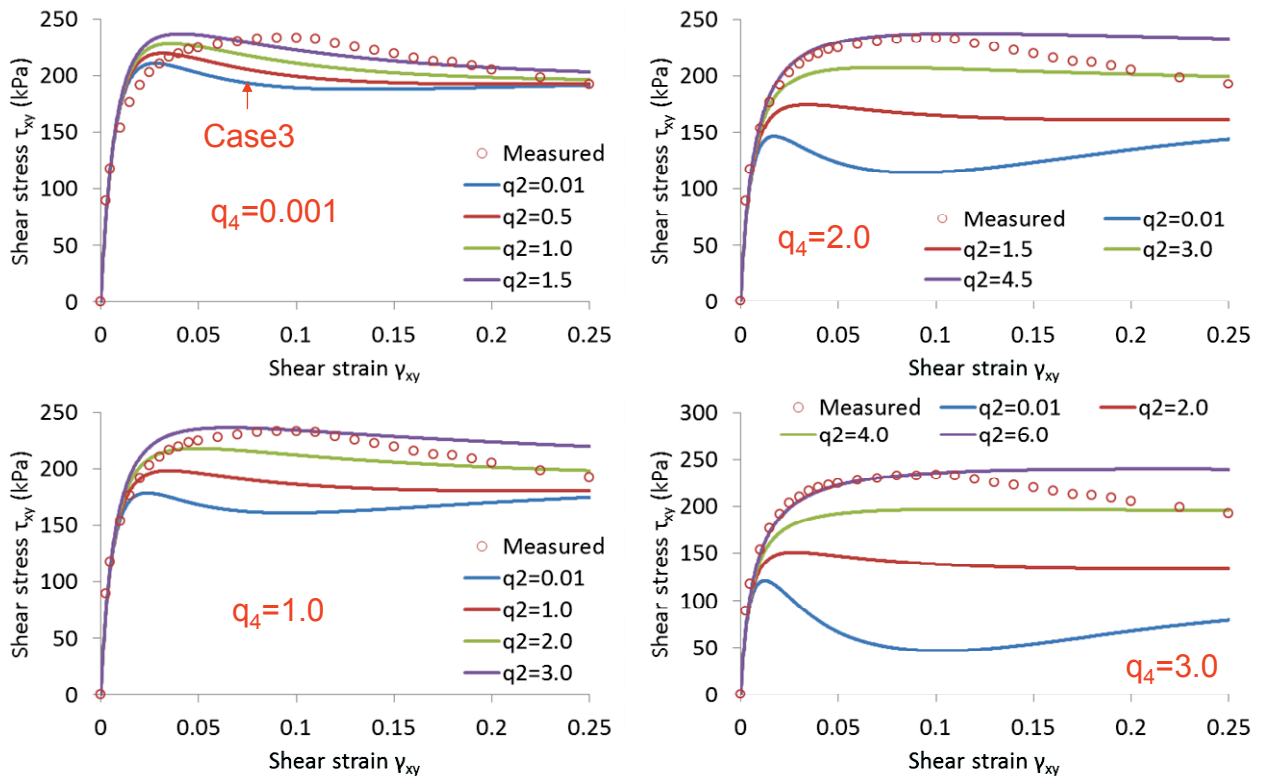 Shear stress τxy (kPa)
250
200
150
100
50
0
Case3
q4=0.001
Measured
q2=0.01
q2=0.5
q2=1.0
q2=1.5
0 0.05 0.1 0.15 0.2 0.25
Shear strain γxy
Shear stress τxy (kPa)
250
200
150
100
50
0
q4=2.0
Measured q2=0.01
q2=1.5 q2=3.0
q2=4.5
0 0.05 0.1 0.15 0.2 0.25
Shear strain γxy
Shear stress τxy (kPa)
250
200
150
100
50
0
q4=1.0
Measured
q2=0.01
q2=1.0
q2=2.0
q2=3.0
0 0.05 0.1 0.15 0.2 0.25
Shear strain γxy
Measured q2=0.01 q2=2.0
q2=4.0 q2=6.0
Shear stress τxy (kPa)
300
250
200
150
100
50
0
q4=3.0
0 0.05 0.1 0.15 0.2 0.25
Shear strain γxy